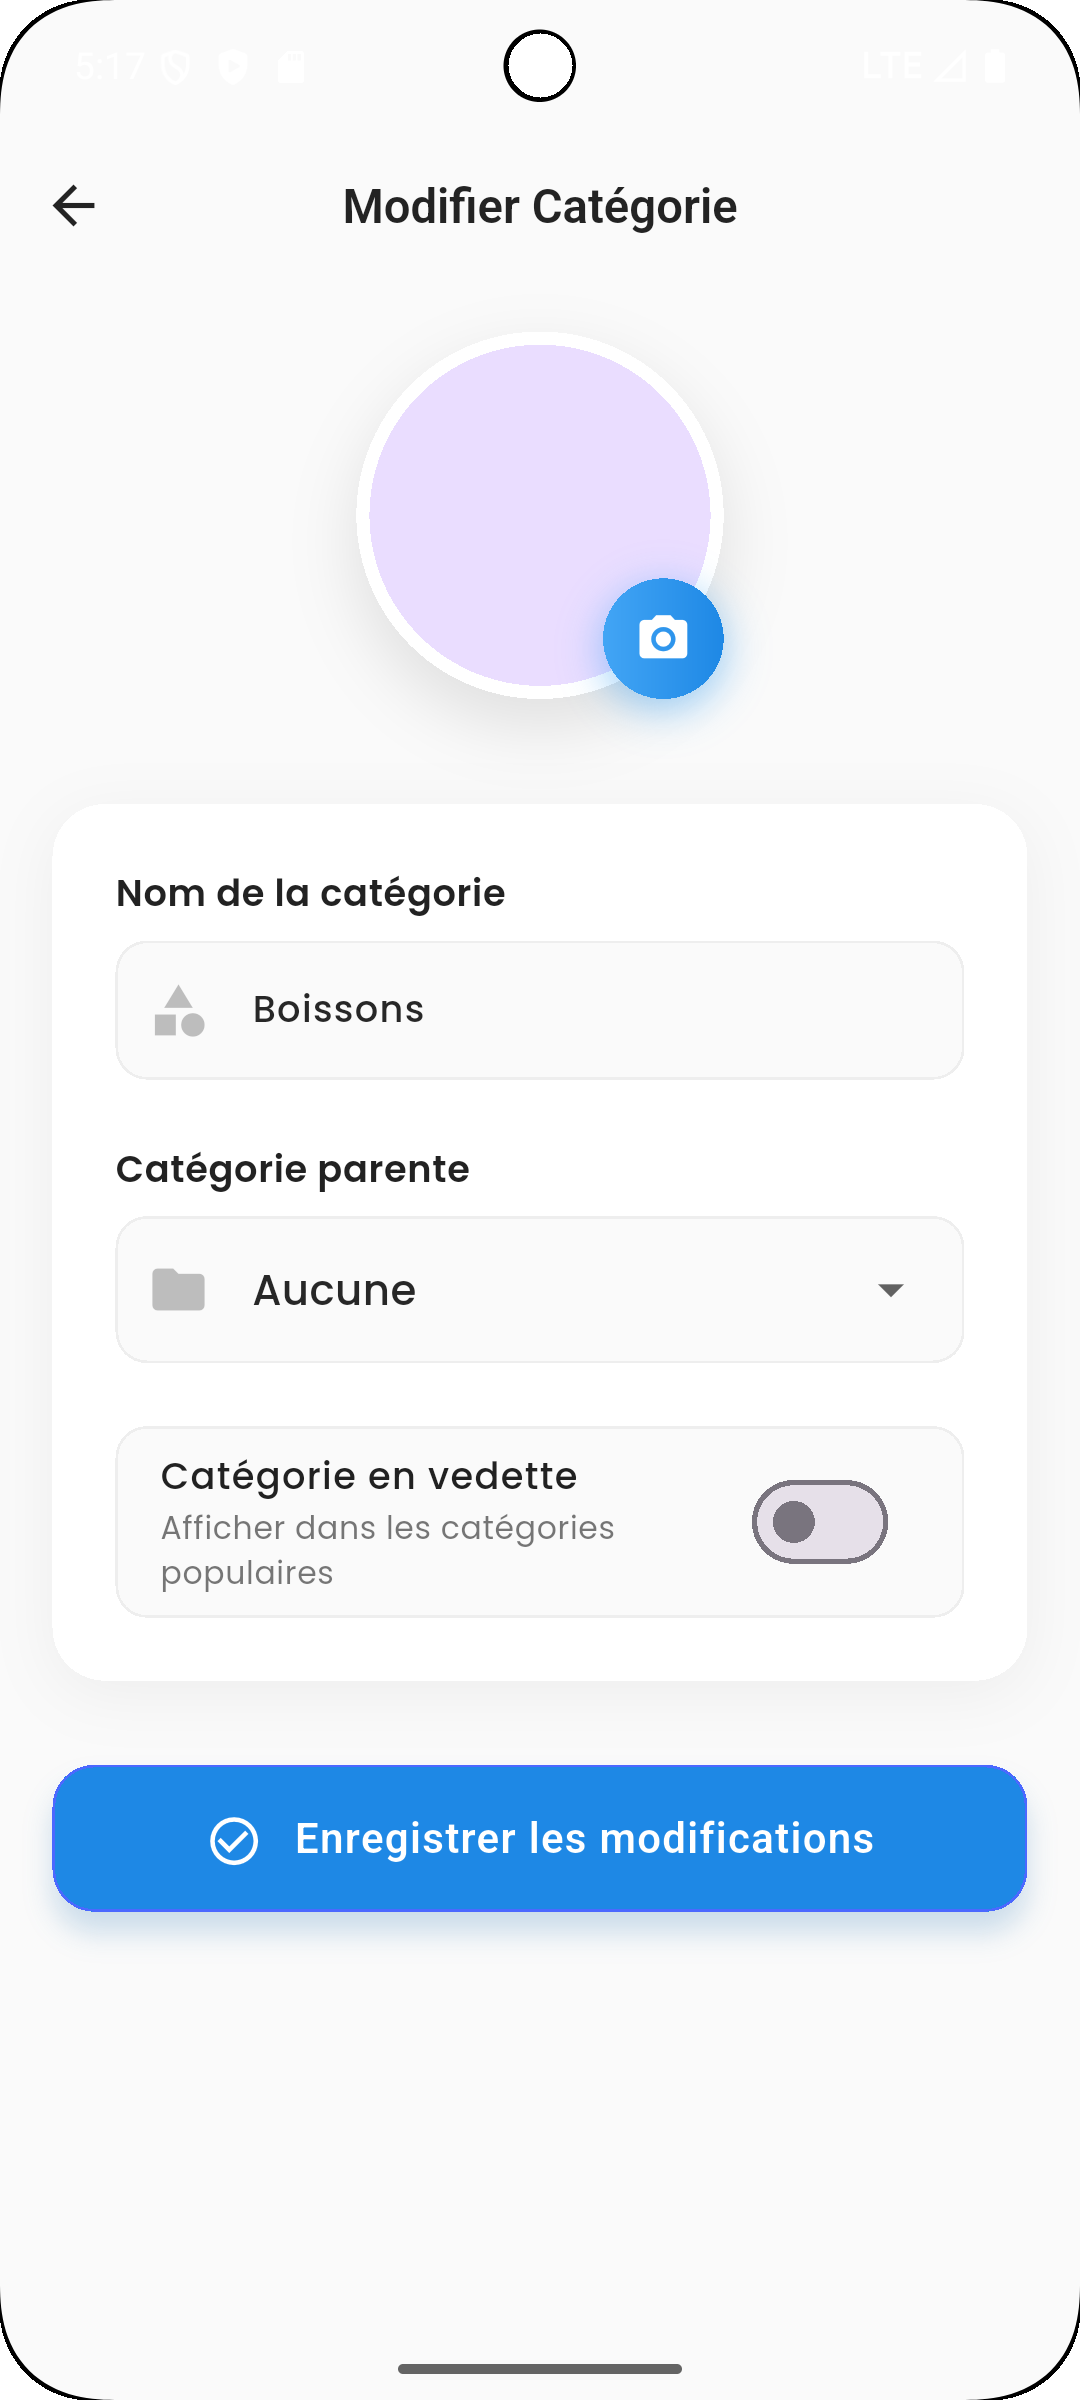 5:17 LTE
Modifier Catégorie
Nom de la catégorie
Boissons
Catégorie parente
Aucune
Catégorie en vedette
Afficher dans les catégories
populaires
Enregistrer les modifications